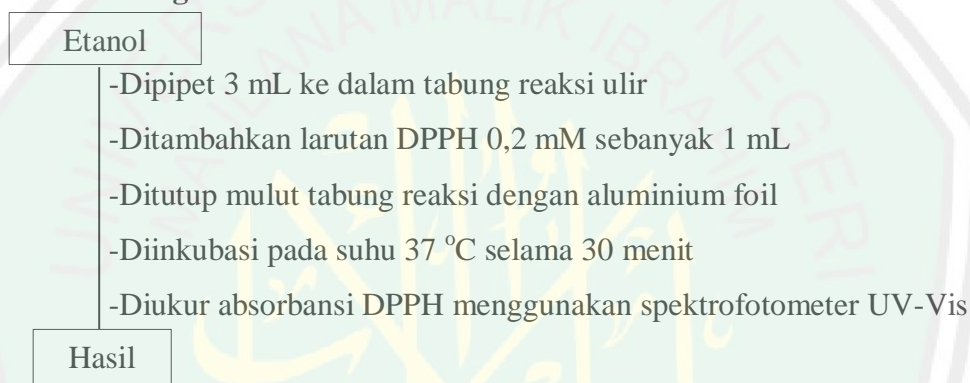 Etanol
-Dipipet 3 mL ke dalam tabung reaksi ulir
-Ditambahkan larutan DPPH 0,2 mM sebanyak 1 mL
-Ditutup mulut tabung reaksi dengan aluminium foil
-Diinkubasi pada suhu 37 °C selama 30 menit
-Diukur absorbansi DPPH menggunakan spektrofotometer UV-Vis
Hasil